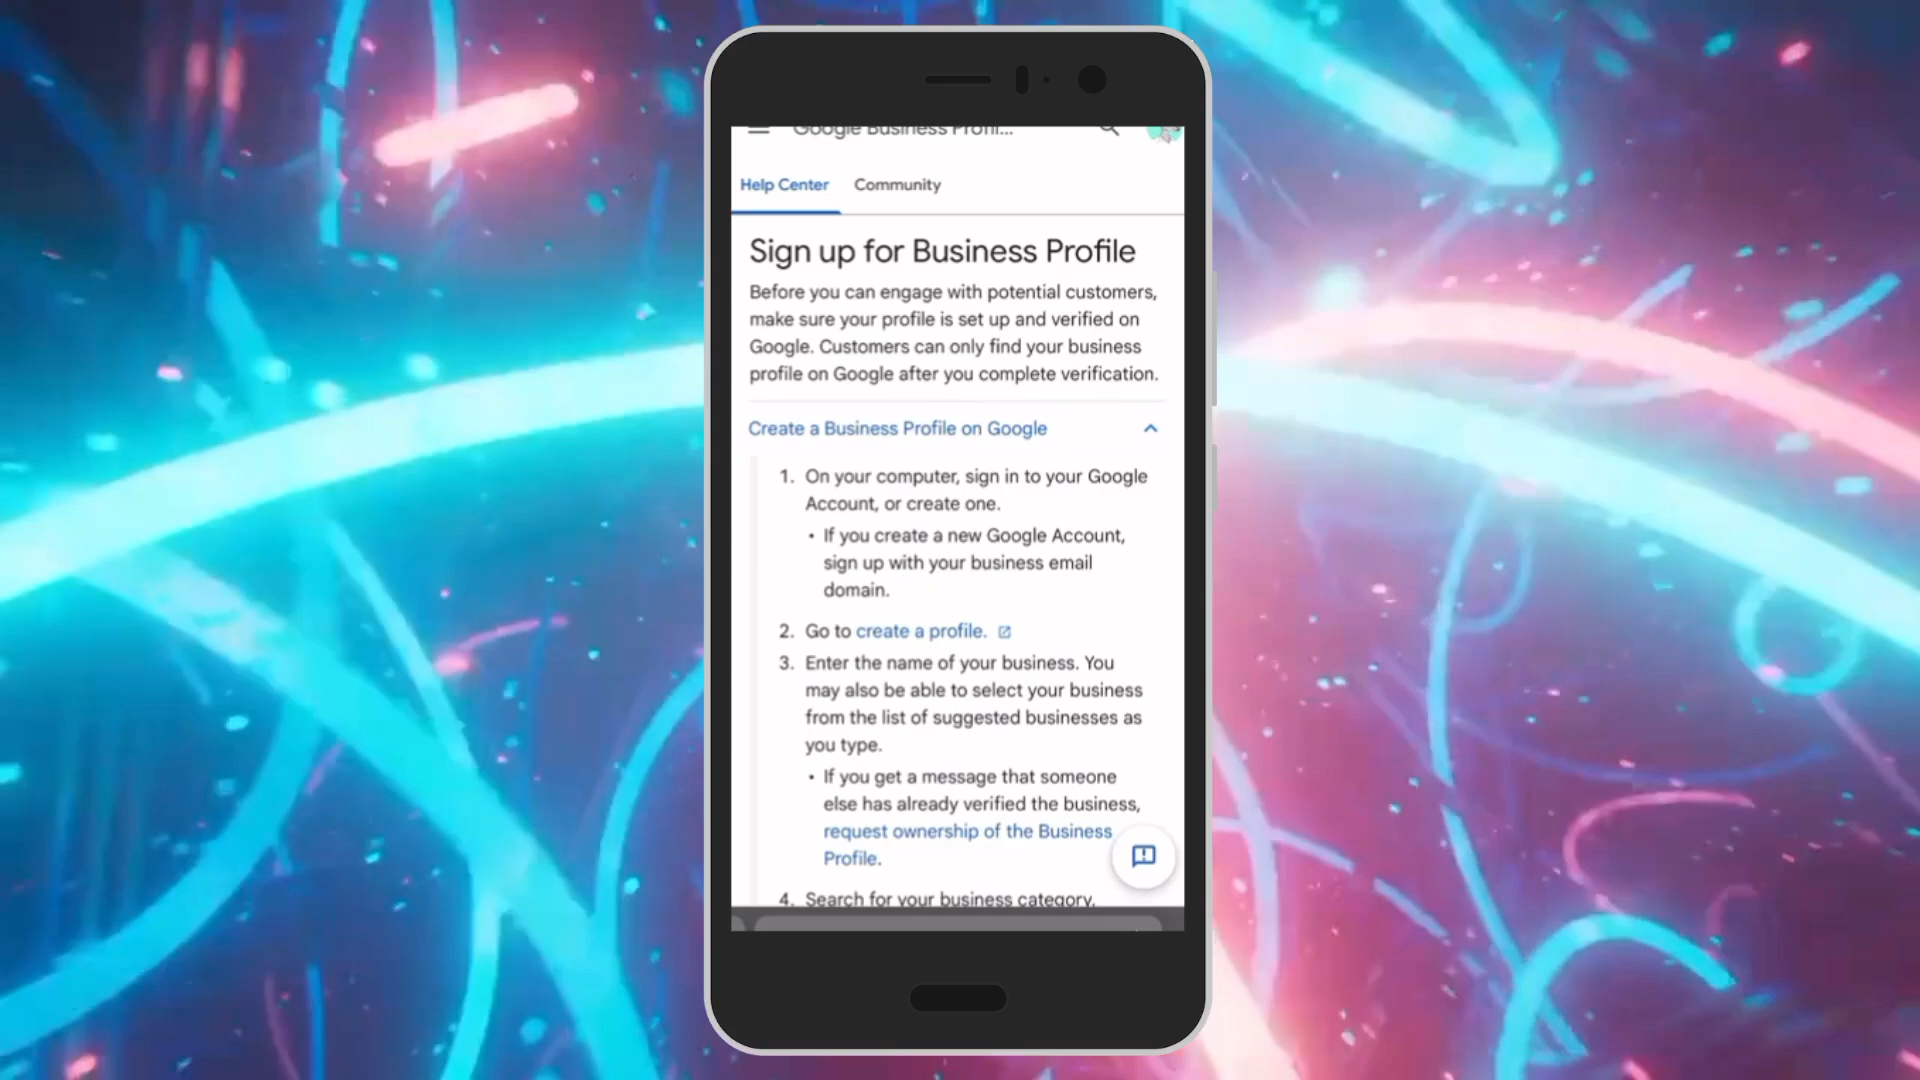 Google Business Profil...
Help Center Community
Sign up for Business Profile
Before you can engage with potential customers,
make sure your profile is set up and verified on
Google. Customers can only find your business
profile on Google after you complete verification.
Create a Business Profile on Google
1. On your computer, sign in to your Google
Account, or create one.
• If you create a new Google Account,
sign up with your business email
domain.
2. Go to create a profile.
3. Enter the name of your business. You
may also be able to select your business
from the list of suggested businesses as
you type.
• If you get a message that someone
else has already verified the business,
request ownership of the Business
Profile.
4. Search for your business category.